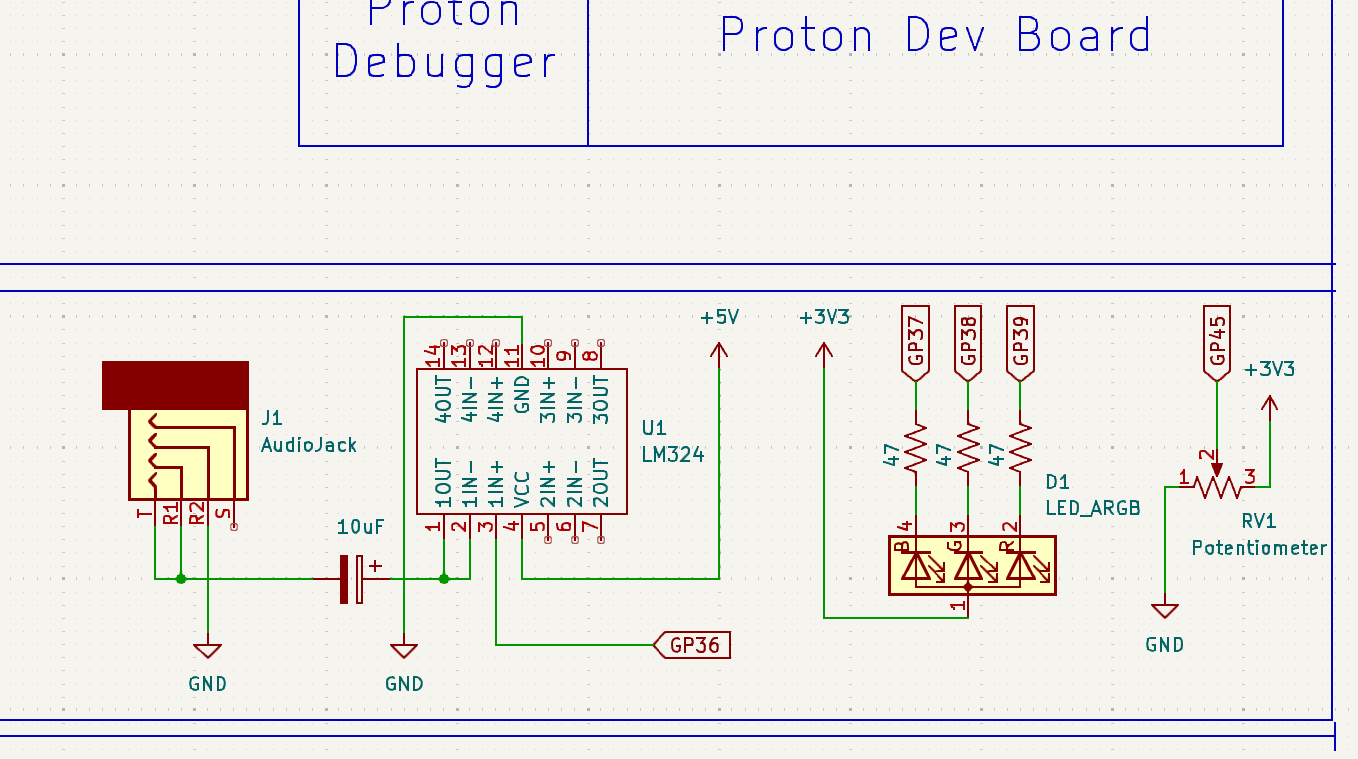 Proton
Debugger
Proton Dev Board
+5V
+3V3
GP37
GP38
GP39
GP45
+3V3
14
13
12
11
10
9
8
4OUT
4IN-
4IN+
GND
3IN+
3IN-
3OUT
J1
AudioJack
U1
LM324
47
47
47
1
2
3
D1
LED_ARGB
1OUT
1IN-
1IN+
VCC
2IN+
2IN-
2OUT
T
R1
R2
S
10uF
+
1
2
3
4
5
6
7
4
3
2
B
G
R
RV1
Potentiometer
1
GP36
GND
GND
GND